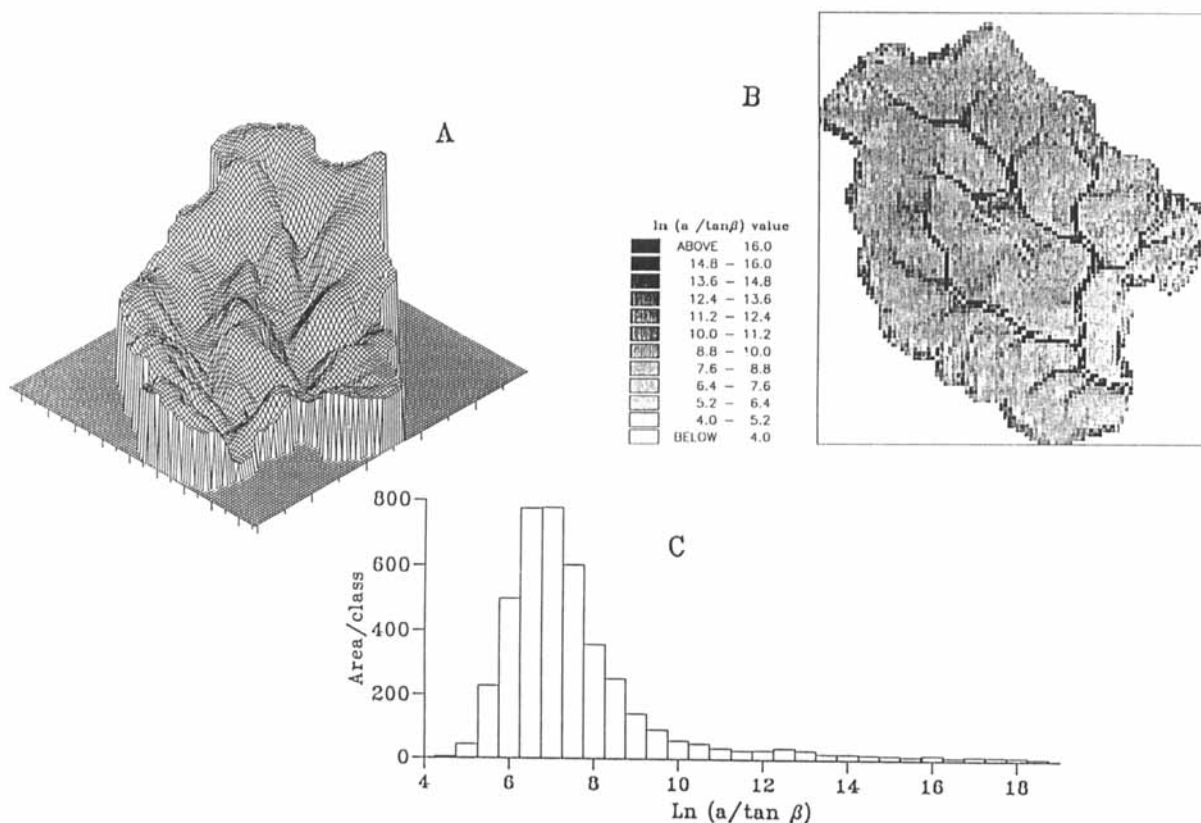 A
B
ln (a /tanβ) value
ABOVE 16.0
14.8 – 16.0
13.6 – 14.8
12.4 – 13.6
11.2 – 12.4
10.0 – 11.2
8.8 – 10.0
7.6 – 8.8
6.4 – 7.6
5.2 – 6.4
4.0 – 5.2
BELOW 4.0
C
Area/class
800
600
400
200
0
4 6 8 10 12 14 16 18
Ln (a/tan β)